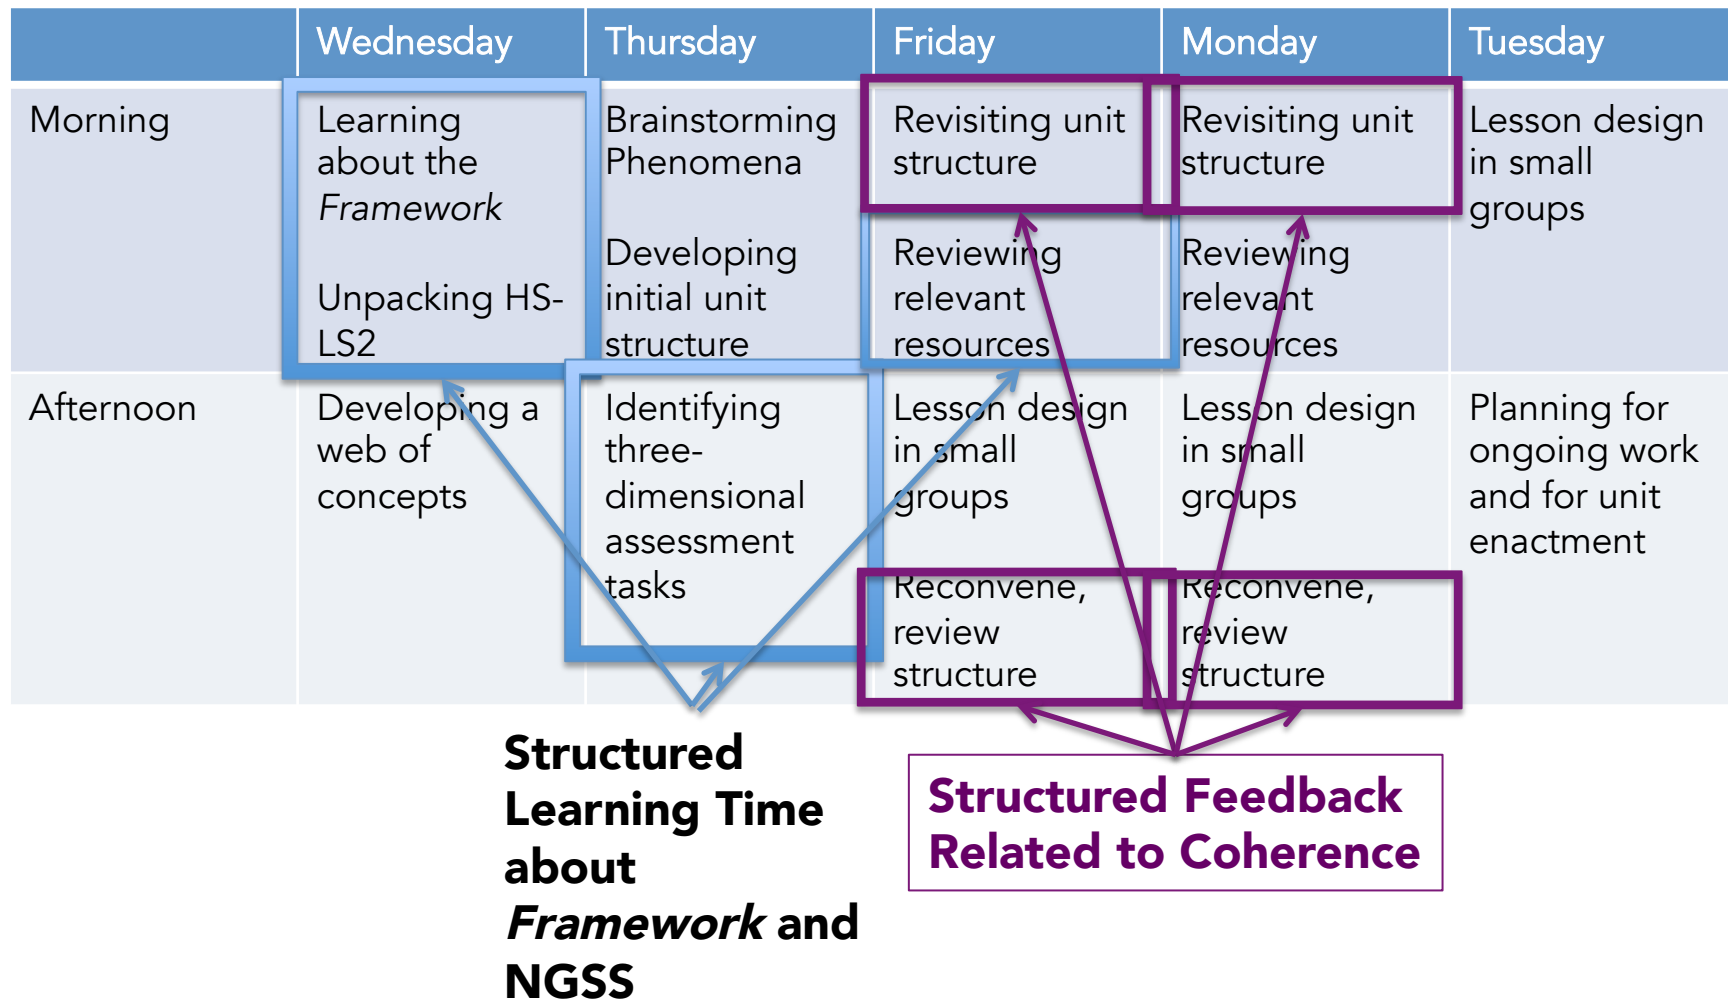 Wednesday
Thursday
Friday
Monday
Tuesday
Morning
Learning
about the
Framework
Unpacking HS-
LS2
Brainstorming
Phenomena
Developing
initial unit
structure
Revisiting unit
structure
Reviewing
relevant
resources
Revisiting unit
structure
Reviewing
relevant
resources
Lesson design
in small
groups
Afternoon
Developing a
web of
concepts
Identifying
three-
dimensional
assessment
tasks
Lesson design
in small
groups
Reconvene,
review
structure
Lesson design
in small
groups
Reconvene,
review
structure
Planning for
ongoing work
and for unit
enactment
Structured
Learning Time
about
Framework and
NGSS
Structured Feedback
Related to Coherence